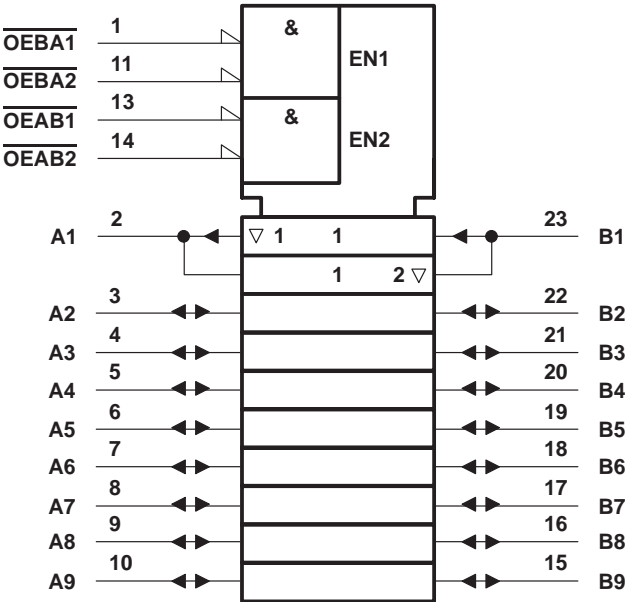 OEBA1 1 & EN1
OEBA2 11
OEAB1 13 & EN2
OEAB2 14
A1 2 ▽ 1 1 23 B1
1 2 ▽
A2 3 22 B2
A3 4 21 B3
A4 5 20 B4
A5 6 19 B5
A6 7 18 B6
A7 8 17 B7
A8 9 16 B8
A9 10 15 B9